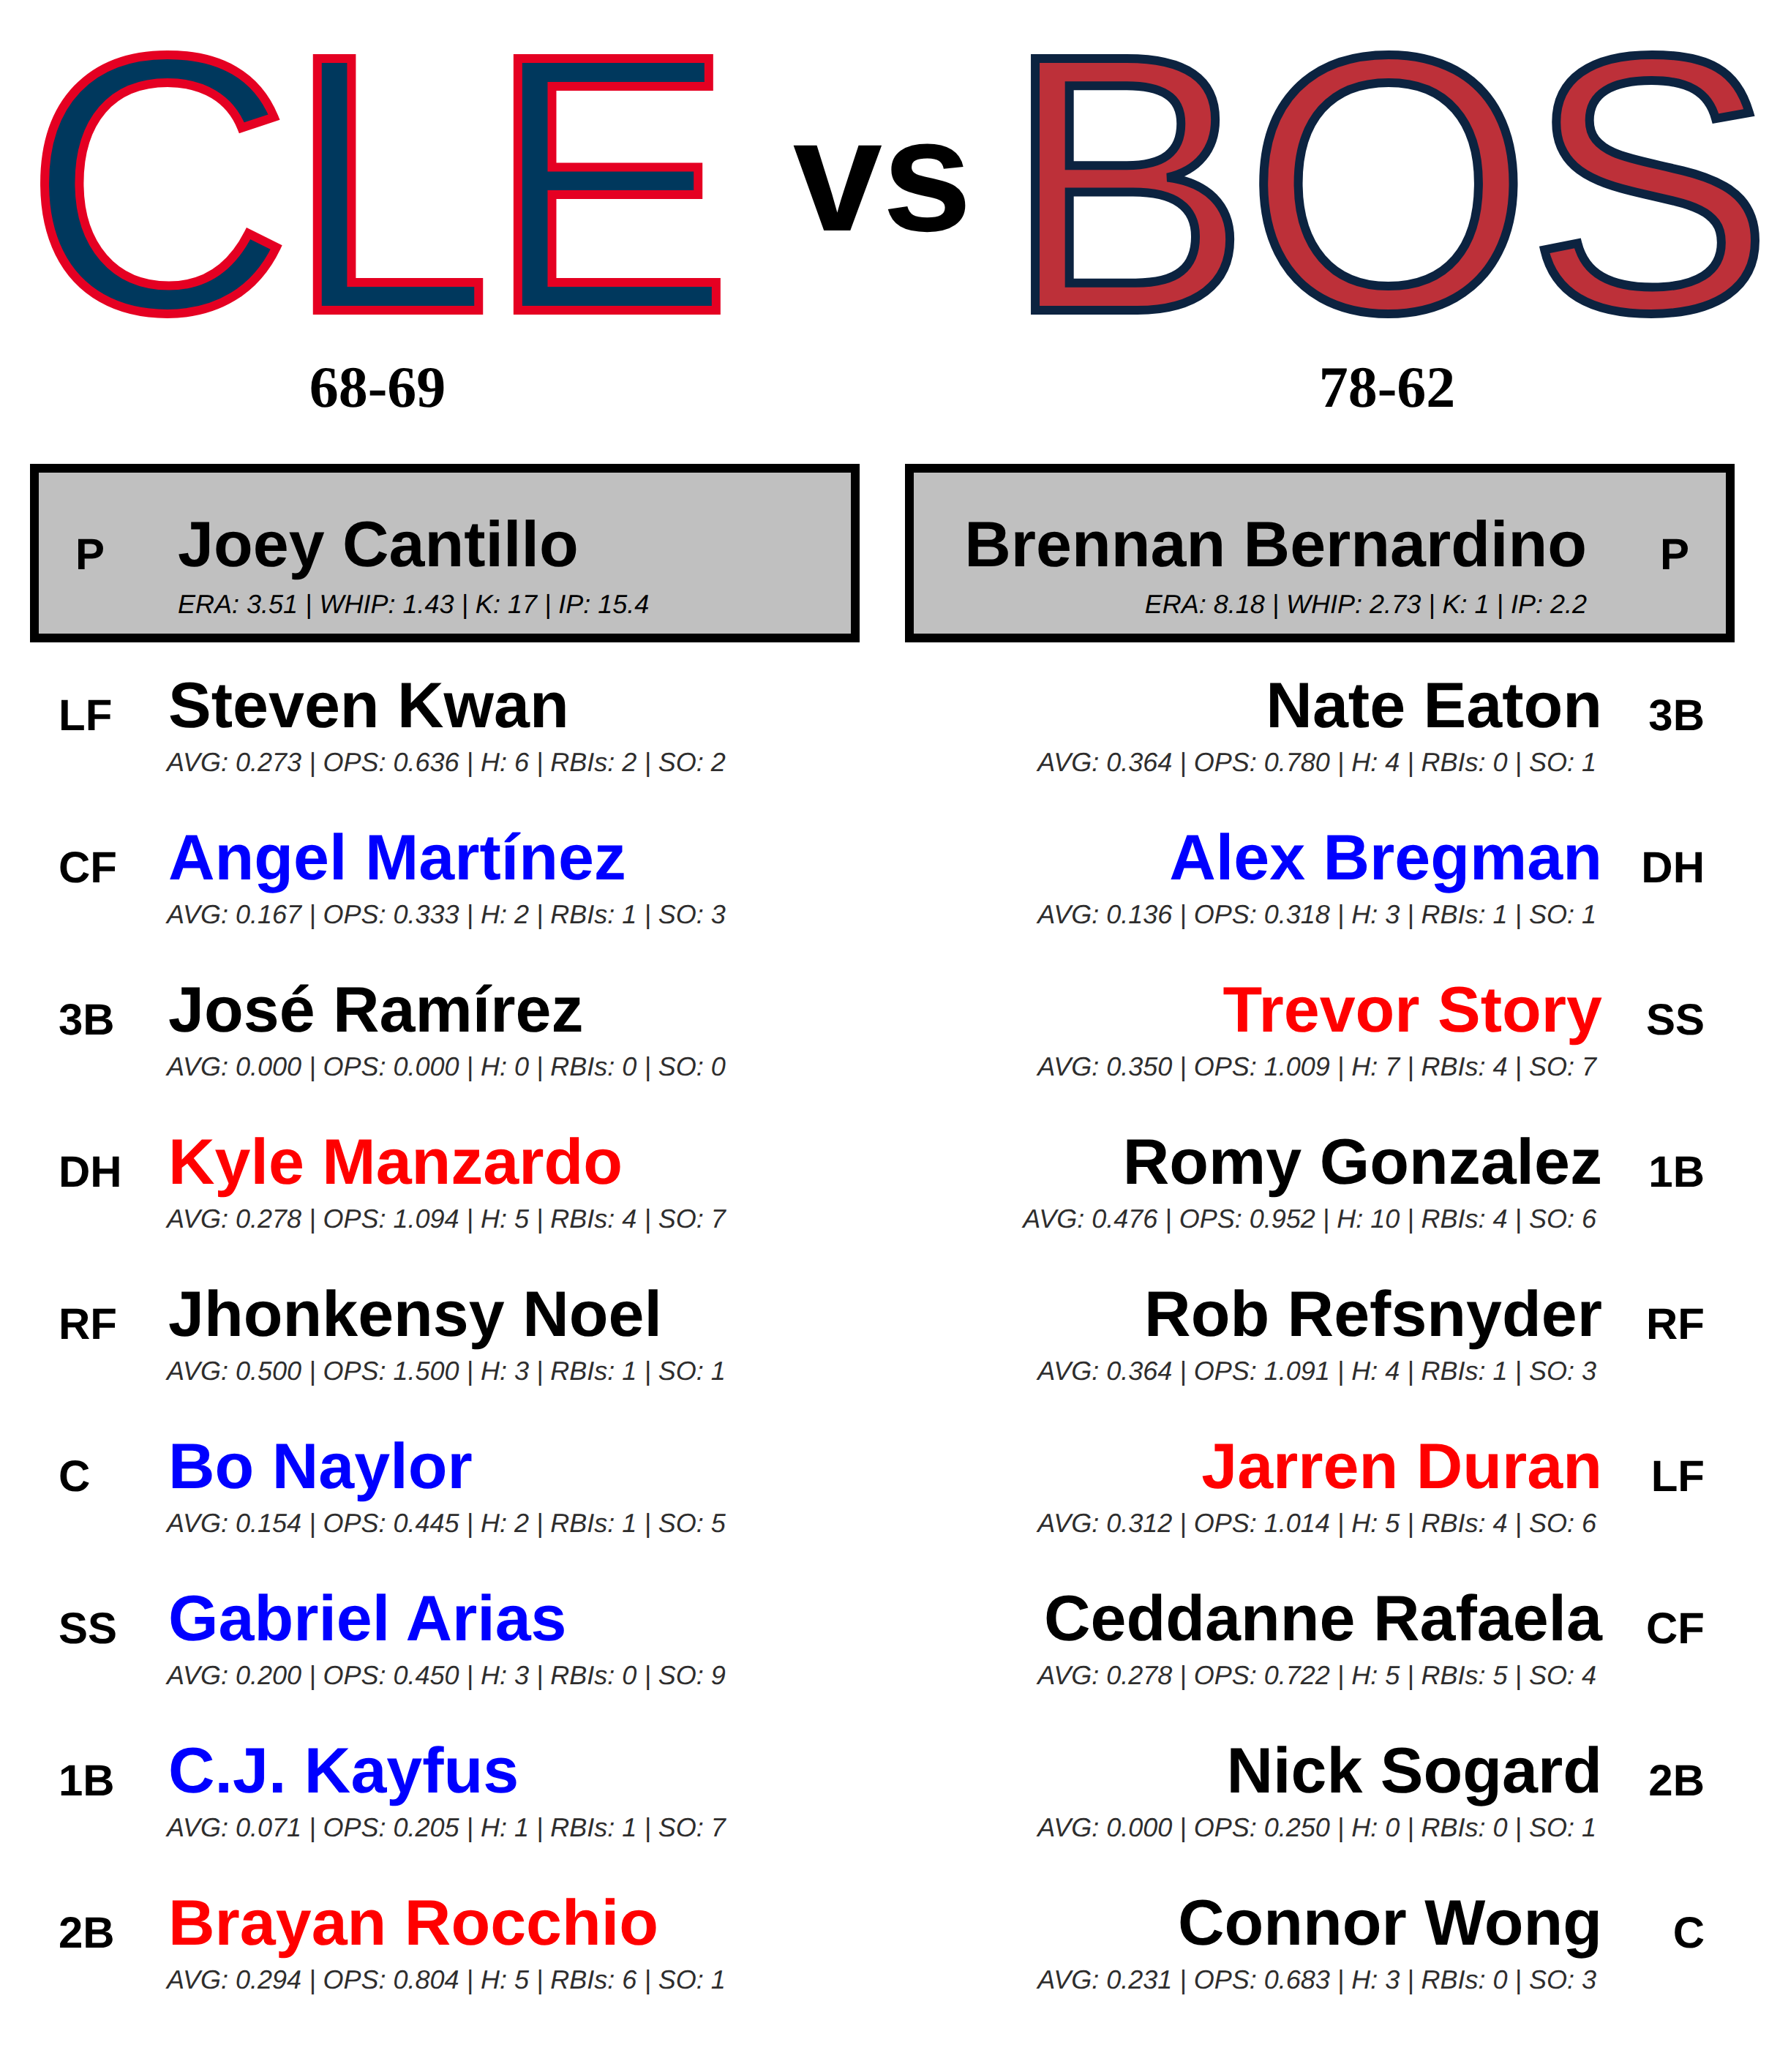 CLE vs BOS
68-69 78-62
P Joey Cantillo
ERA: 3.51 | WHIP: 1.43 | K: 17 | IP: 15.4
Brennan Bernardino P
ERA: 8.18 | WHIP: 2.73 | K: 1 | IP: 2.2
LF Steven Kwan
AVG: 0.273 | OPS: 0.636 | H: 6 | RBIs: 2 | SO: 2
CF Angel Martínez
AVG: 0.167 | OPS: 0.333 | H: 2 | RBIs: 1 | SO: 3
3B José Ramírez
AVG: 0.000 | OPS: 0.000 | H: 0 | RBIs: 0 | SO: 0
DH Kyle Manzardo
AVG: 0.278 | OPS: 1.094 | H: 5 | RBIs: 4 | SO: 7
RF Jhonkensy Noel
AVG: 0.500 | OPS: 1.500 | H: 3 | RBIs: 1 | SO: 1
C Bo Naylor
AVG: 0.154 | OPS: 0.445 | H: 2 | RBIs: 1 | SO: 5
SS Gabriel Arias
AVG: 0.200 | OPS: 0.450 | H: 3 | RBIs: 0 | SO: 9
1B C.J. Kayfus
AVG: 0.071 | OPS: 0.205 | H: 1 | RBIs: 1 | SO: 7
2B Brayan Rocchio
AVG: 0.294 | OPS: 0.804 | H: 5 | RBIs: 6 | SO: 1
Nate Eaton 3B
AVG: 0.364 | OPS: 0.780 | H: 4 | RBIs: 0 | SO: 1
Alex Bregman DH
AVG: 0.136 | OPS: 0.318 | H: 3 | RBIs: 1 | SO: 1
Trevor Story SS
AVG: 0.350 | OPS: 1.009 | H: 7 | RBIs: 4 | SO: 7
Romy Gonzalez 1B
AVG: 0.476 | OPS: 0.952 | H: 10 | RBIs: 4 | SO: 6
Rob Refsnyder RF
AVG: 0.364 | OPS: 1.091 | H: 4 | RBIs: 1 | SO: 3
Jarren Duran LF
AVG: 0.312 | OPS: 1.014 | H: 5 | RBIs: 4 | SO: 6
Ceddanne Rafaela CF
AVG: 0.278 | OPS: 0.722 | H: 5 | RBIs: 5 | SO: 4
Nick Sogard 2B
AVG: 0.000 | OPS: 0.250 | H: 0 | RBIs: 0 | SO: 1
Connor Wong C
AVG: 0.231 | OPS: 0.683 | H: 3 | RBIs: 0 | SO: 3